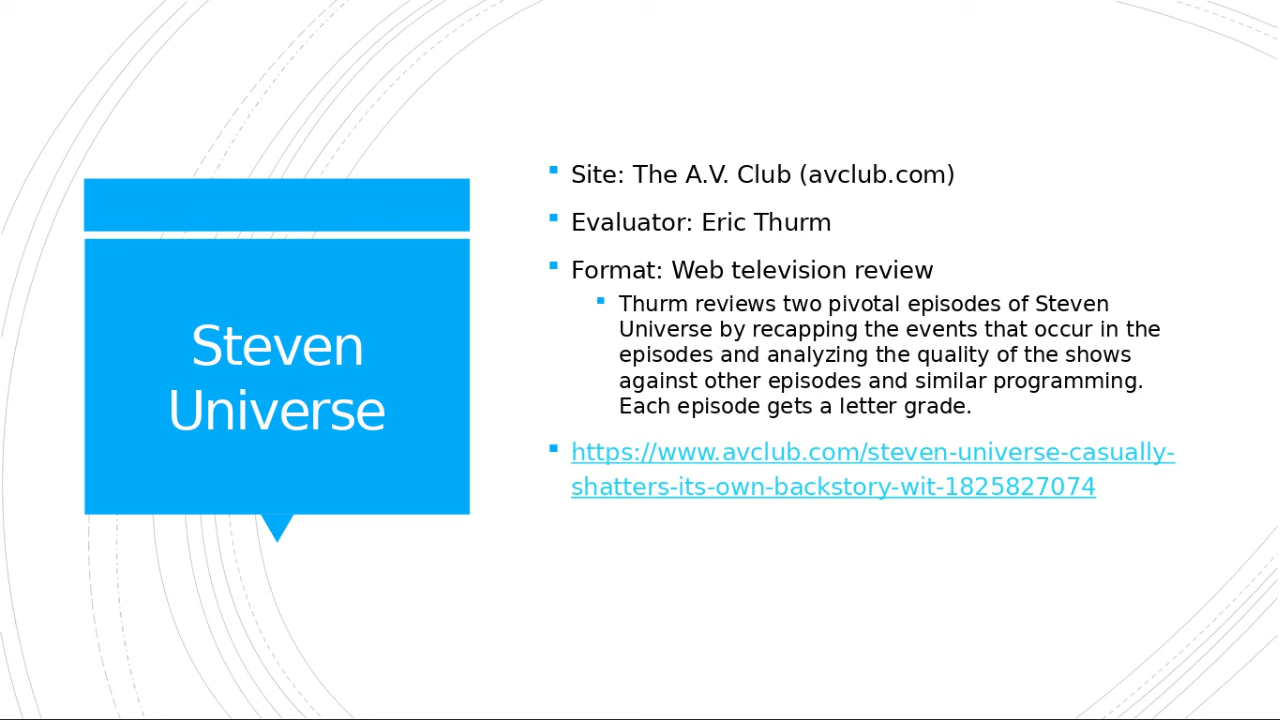 Steven
Universe
Site: The A.V. Club (avclub.com)
Evaluator: Eric Thurm
Format: Web television review
Thurm reviews two pivotal episodes of Steven
Universe by recapping the events that occur in the
episodes and analyzing the quality of the shows
against other episodes and similar programming.
Each episode gets a letter grade.
https://www.avclub.com/steven-universe-casually-
shatters-its-own-backstory-wit-1825827074